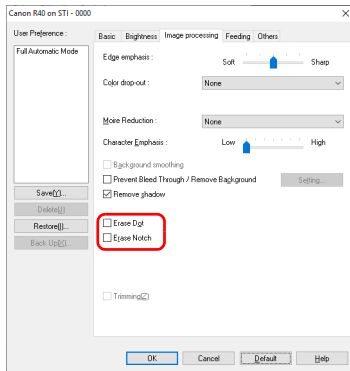 Canon R40 on STI - 0000
User Preference :
Full Automatic Mode
Save(Y)...
Delete(J)
Restore(I)...
Back Up(X)...
Basic Brightness Image processing Feeding Others
Edge emphasis : Soft Sharp
Color drop-out : None
Moire Reduction : None
Character Emphasis : Low High
Background smoothing
Prevent Bleed Through / Remove Background Setting...
Remove shadow
Erase Dot
Erase Notch
Trimming(Z)
OK Cancel Default Help